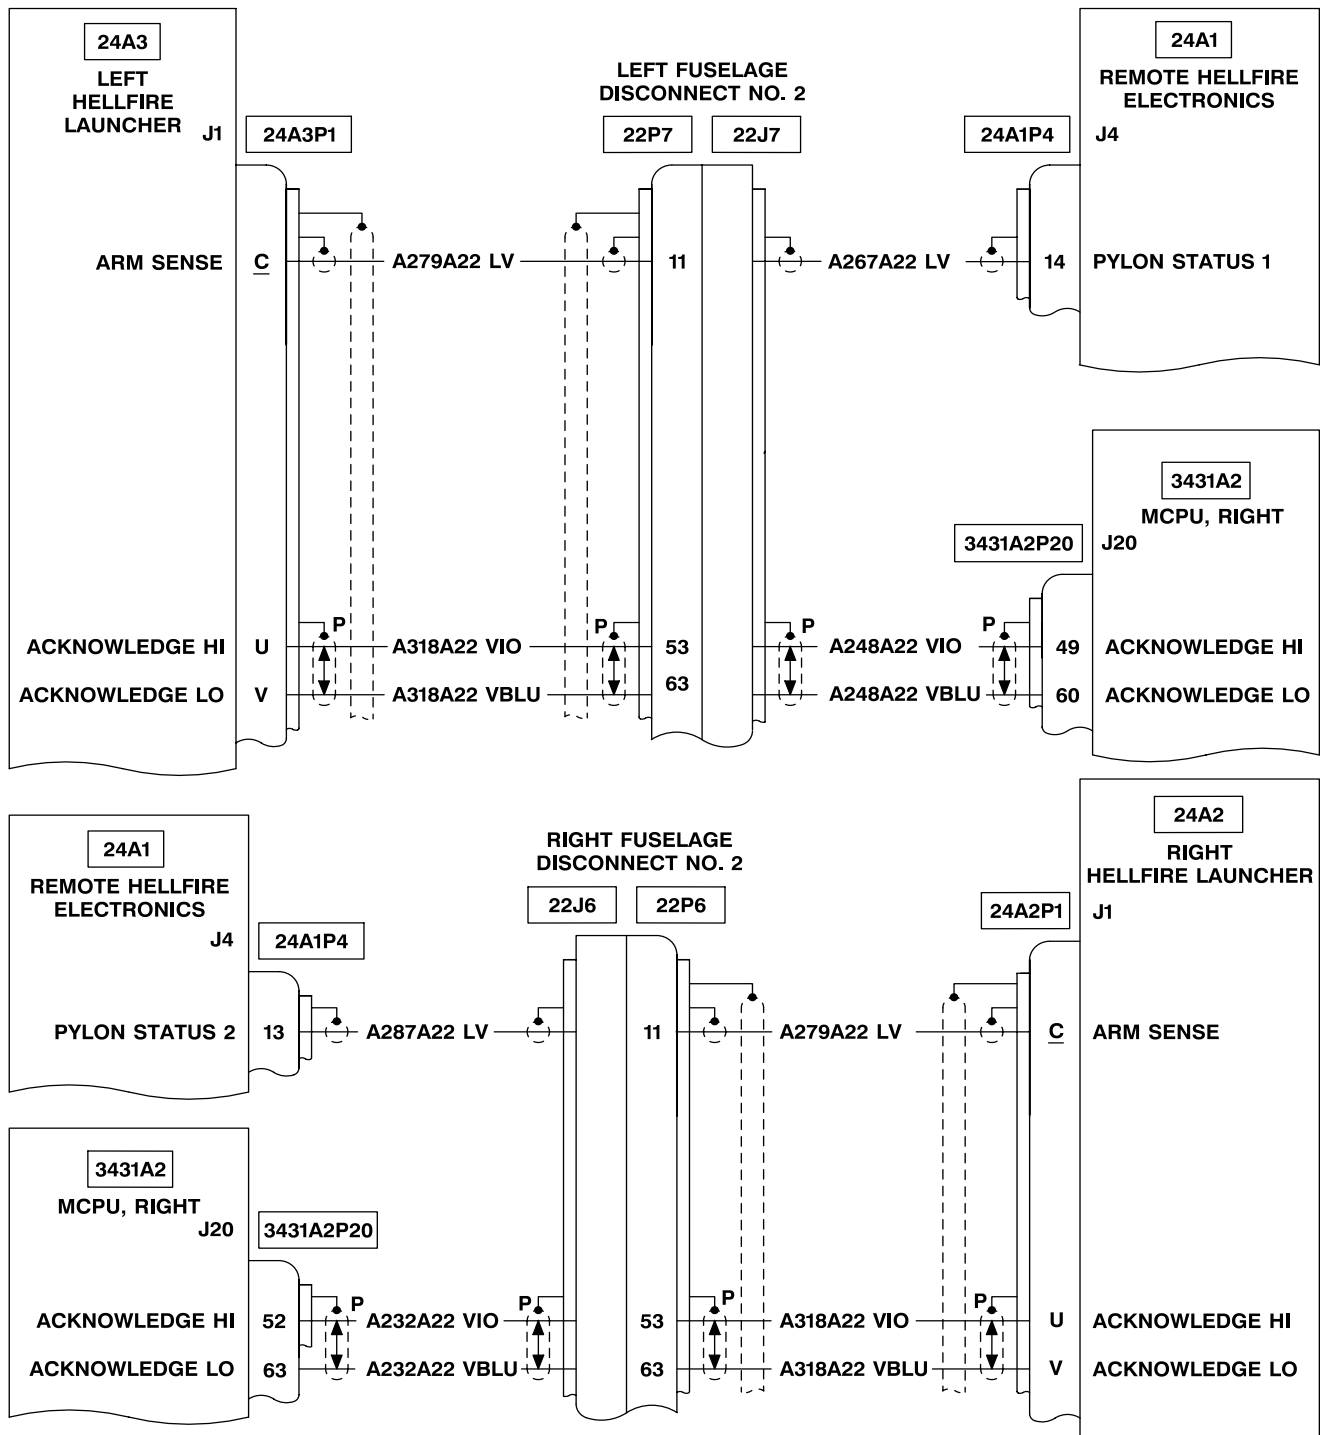 24A3
LEFT
HELLFIRE
LAUNCHER
J1
24A3P1
LEFT FUSELAGE
DISCONNECT NO. 2
22P7
22J7
24A1
REMOTE HELLFIRE
ELECTRONICS
24A1P4
J4
ARM SENSE
C
A279A22 LV
11
A267A22 LV
14
PYLON STATUS 1
3431A2
MCPU, RIGHT
3431A2P20
J20
P
P
P
P
ACKNOWLEDGE HI
U
A318A22 VIO
53
A248A22 VIO
49
ACKNOWLEDGE HI
ACKNOWLEDGE LO
V
A318A22 VBLU
63
A248A22 VBLU
60
ACKNOWLEDGE LO
24A1
REMOTE HELLFIRE
ELECTRONICS
J4
24A1P4
RIGHT FUSELAGE
DISCONNECT NO. 2
22J6
22P6
24A2
RIGHT
HELLFIRE LAUNCHER
24A2P1
J1
PYLON STATUS 2
13
A287A22 LV
11
A279A22 LV
C
ARM SENSE
3431A2
MCPU, RIGHT
J20
3431A2P20
P
P
P
P
ACKNOWLEDGE HI
52
A232A22 VIO
53
A318A22 VIO
U
ACKNOWLEDGE HI
ACKNOWLEDGE LO
63
A232A22 VBLU
63
A318A22 VBLU
V
ACKNOWLEDGE LO